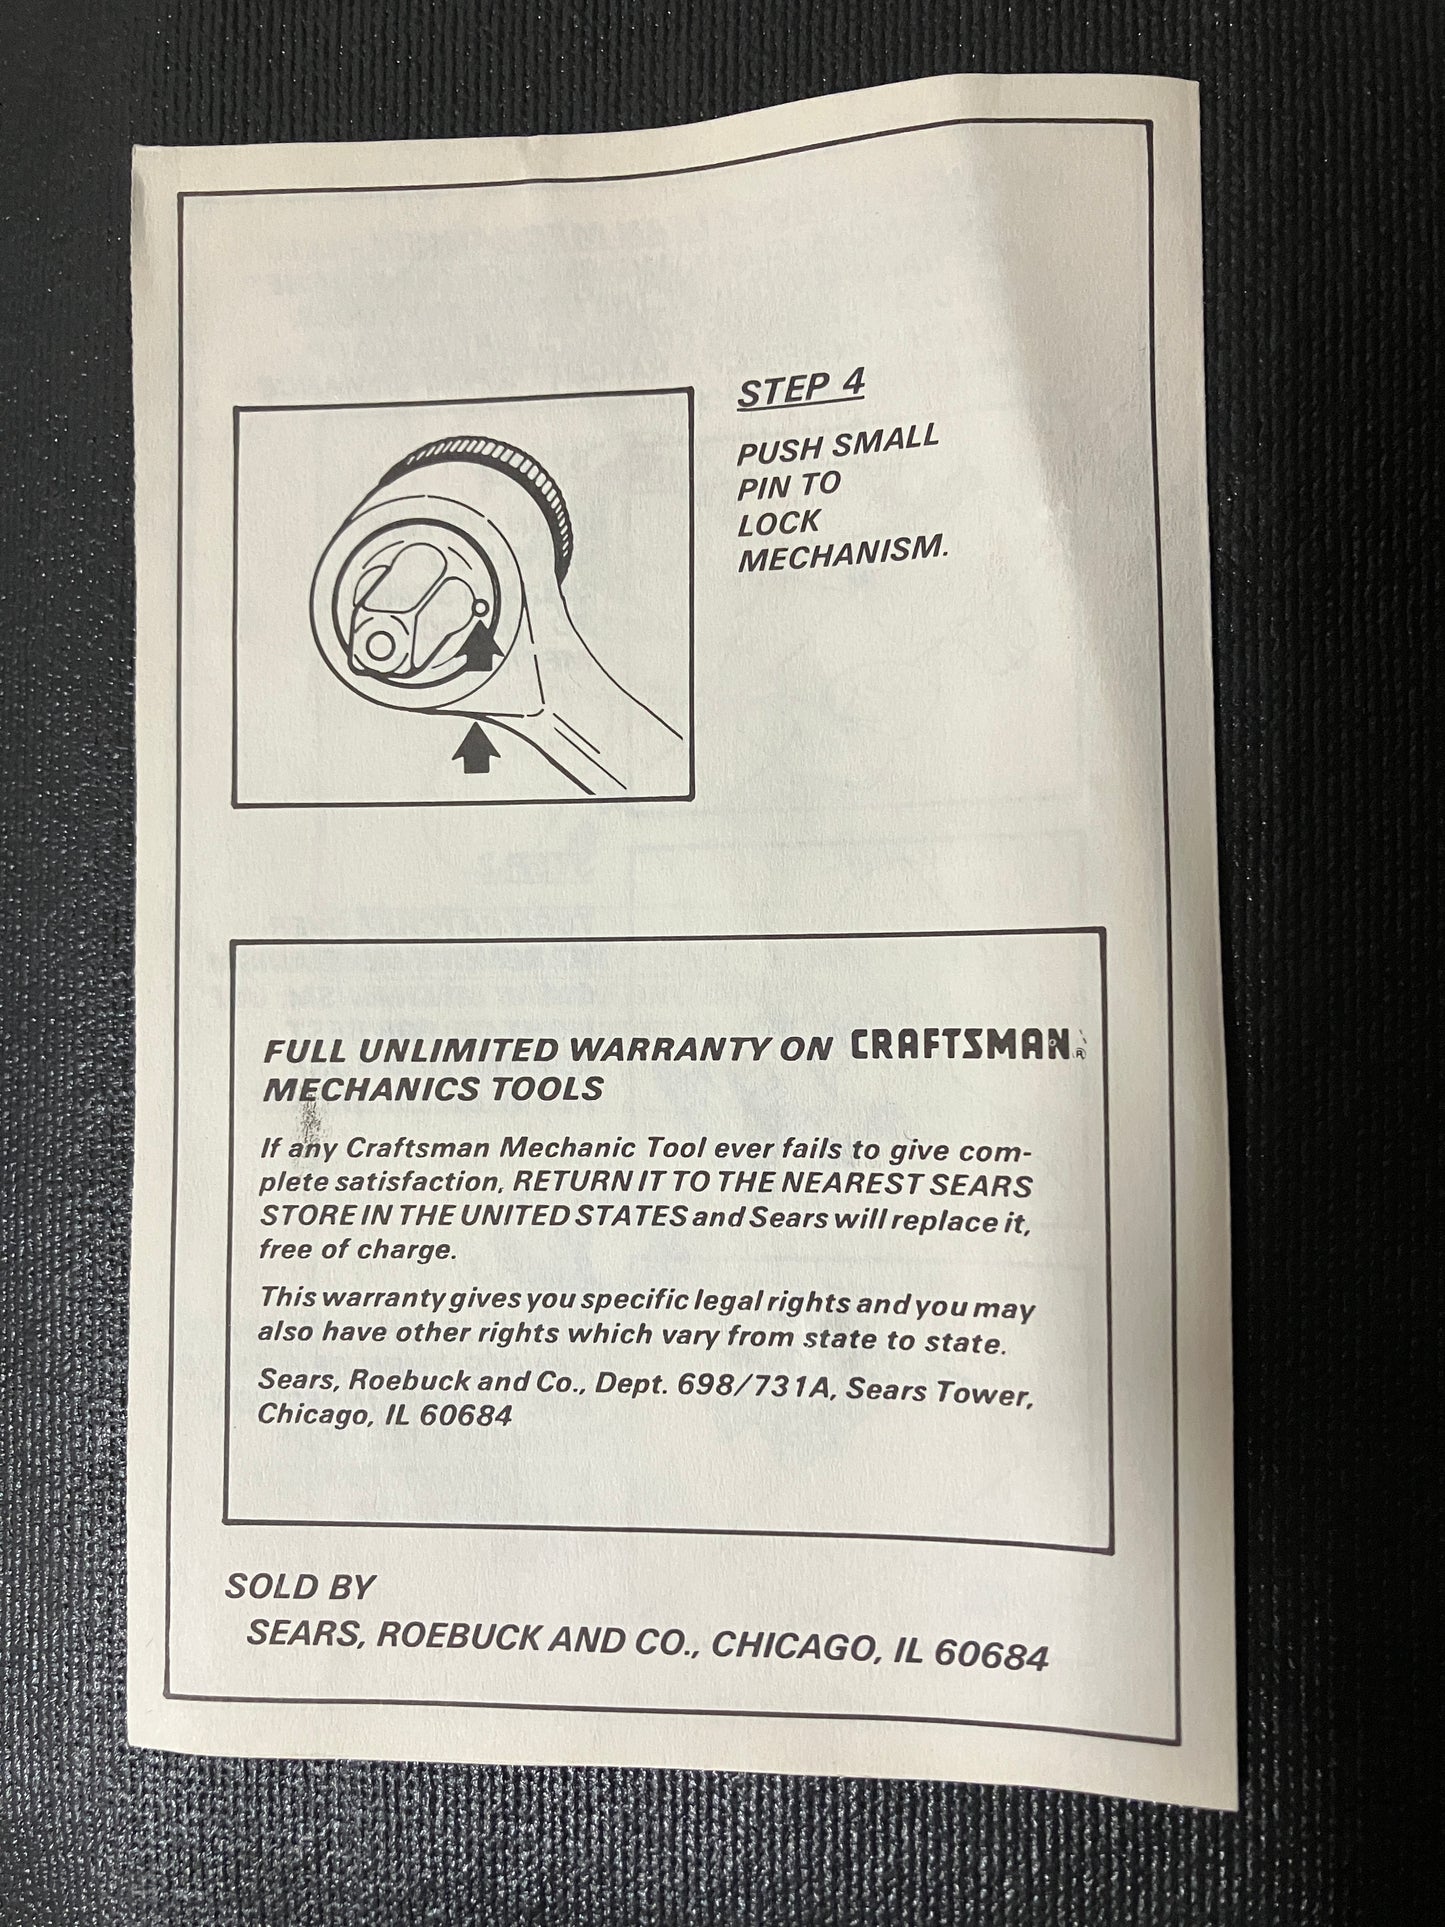 STEP 4
PUSH SMALL
PIN TO
LOCK
MECHANISM.
FULL UNLIMITED WARRANTY ON CRAFTSMAN®
MECHANICS TOOLS
If any Craftsman Mechanic Tool ever fails to give com-
plete satisfaction, RETURN IT TO THE NEAREST SEARS
STORE IN THE UNITED STATES and Sears will replace it,
free of charge.
This warranty gives you specific legal rights and you may
also have other rights which vary from state to state.
Sears, Roebuck and Co., Dept. 698/731A, Sears Tower,
Chicago, IL 60684
SOLD BY
SEARS, ROEBUCK AND CO., CHICAGO, IL 60684